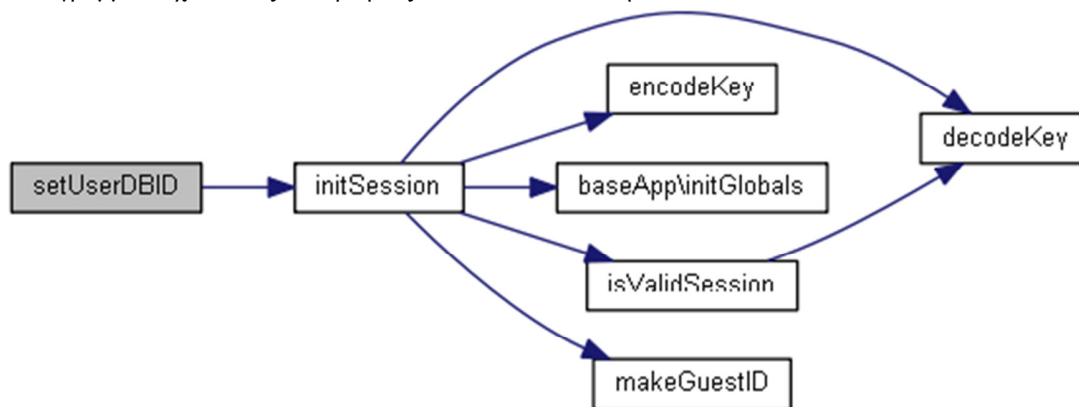 encodeKey
decodeKey
setUserDBID
initSession
baseApp\initGlobals
isValidSession
makeGuestID